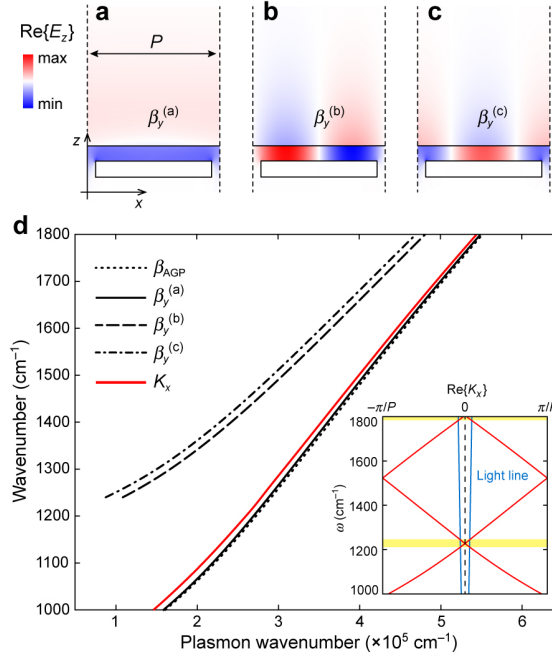 a
b
c
Re{E_z}
max
min
P
β_y^(a)
β_y^(b)
β_y^(c)
z
x
d
1800
1700
1600
1500
1400
1300
1200
1100
1000
Wavenumber (cm⁻¹)
β_AGP
β_y^(a)
β_y^(b)
β_y^(c)
K_x
1 2 3 4 5 6
Plasmon wavenumber (×10⁵ cm⁻¹)
Re{K_x}
−π/P 0 π/
1800
1600
1400
1200
1000
ω (cm⁻¹)
Light line